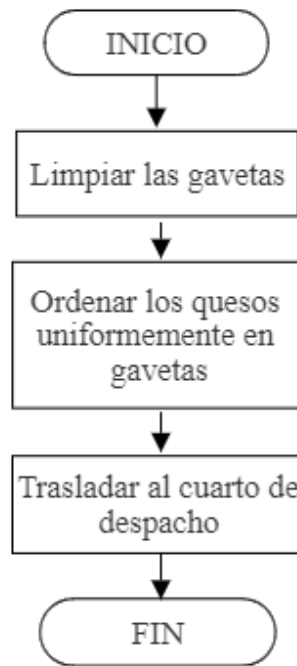 INICIO
Limpiar las gavetas
Ordenar los quesos
uniformemente en
gavetas
Trasladar al cuarto de
despacho
FIN